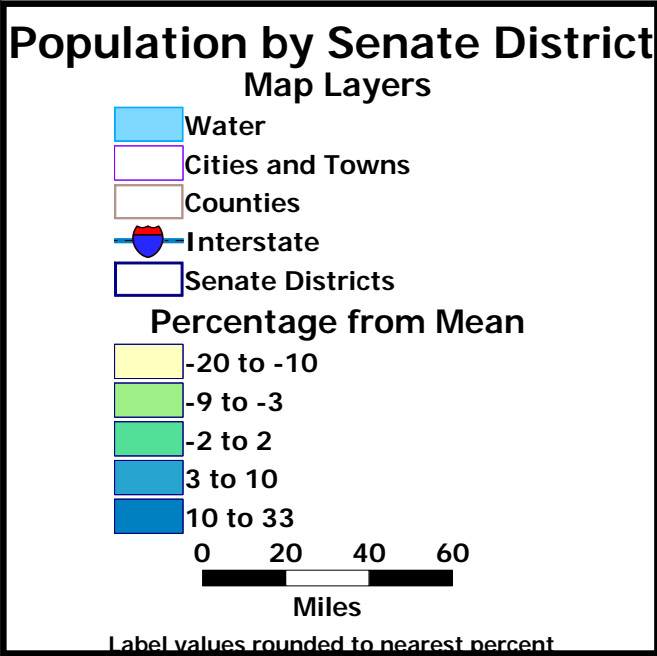 Population by Senate District
Map Layers
Water
Cities and Towns
Counties
Interstate
Senate Districts
Percentage from Mean
-20 to -10
-9 to -3
-2 to 2
3 to 10
10 to 33
0 20 40 60
Miles
Label values rounded to nearest percent